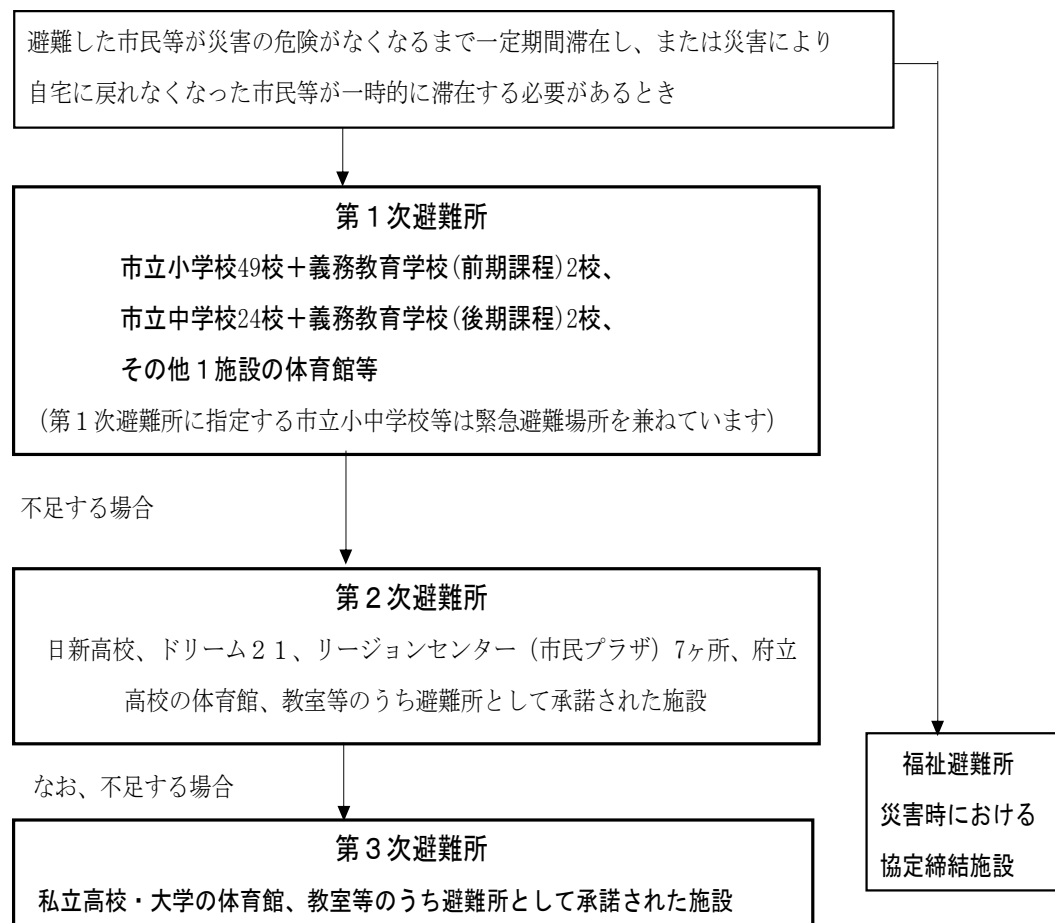 避難した市民等が災害の危険がなくなるまで一定期間滞在し、または災害により
自宅に戻れなくなった市民等が一時的に滞在する必要があるとき
第１次避難所
市立小学校49校＋義務教育学校(前期課程)2校、
市立中学校24校＋義務教育学校(後期課程)2校、
その他１施設の体育館等
(第１次避難所に指定する市立小中学校等は緊急避難場所を兼ねています)
不足する場合
第２次避難所
日新高校、ドリーム２１、リージョンセンター（市民プラザ）7ヶ所、府立
高校の体育館、教室等のうち避難所として承諾された施設
なお、不足する場合
第３次避難所
私立高校・大学の体育館、教室等のうち避難所として承諾された施設
福祉避難所
災害時における
協定締結施設